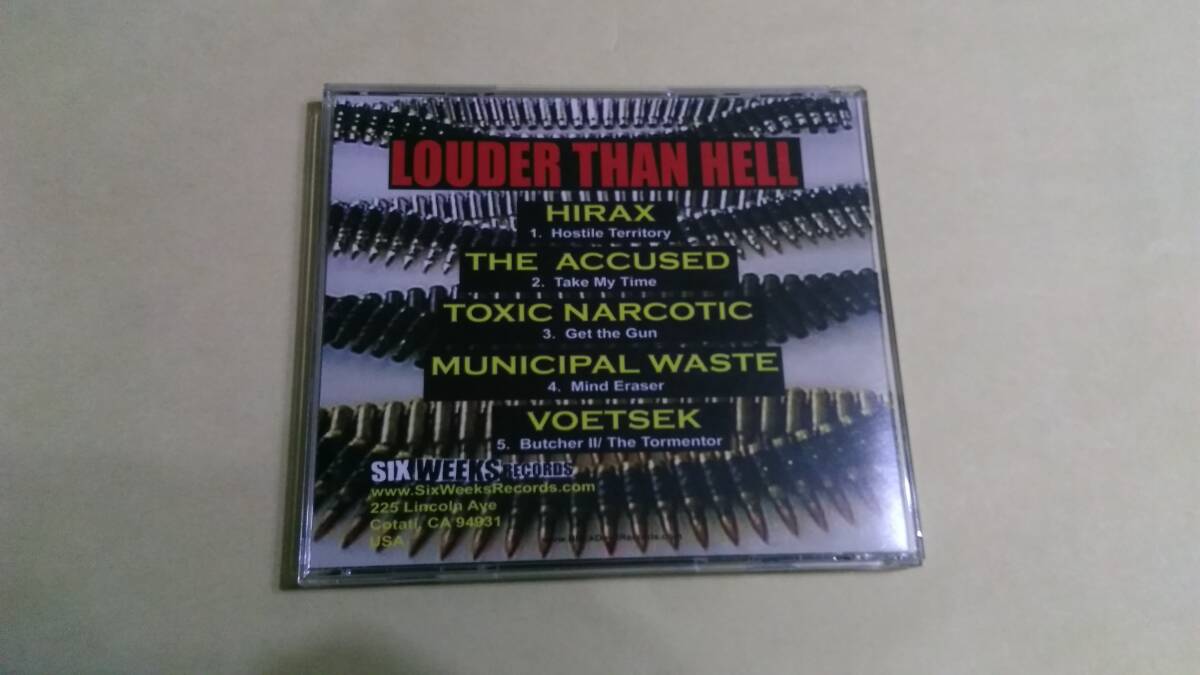 LOUDER THAN HELL
HIRAX
1. Hostile Territory
THE ACCUSED
2. Take My Time
TOXIC NARCOTIC
3. Get the Gun
MUNICIPAL WASTE
4. Mind Eraser
VOETSEK
5. Butcher II/ The Tormentor
SIX WEEKS RECORDS
www.SixWeeksRecords.com
225 Lincoln Ave
Cotati, CA 94931
USA